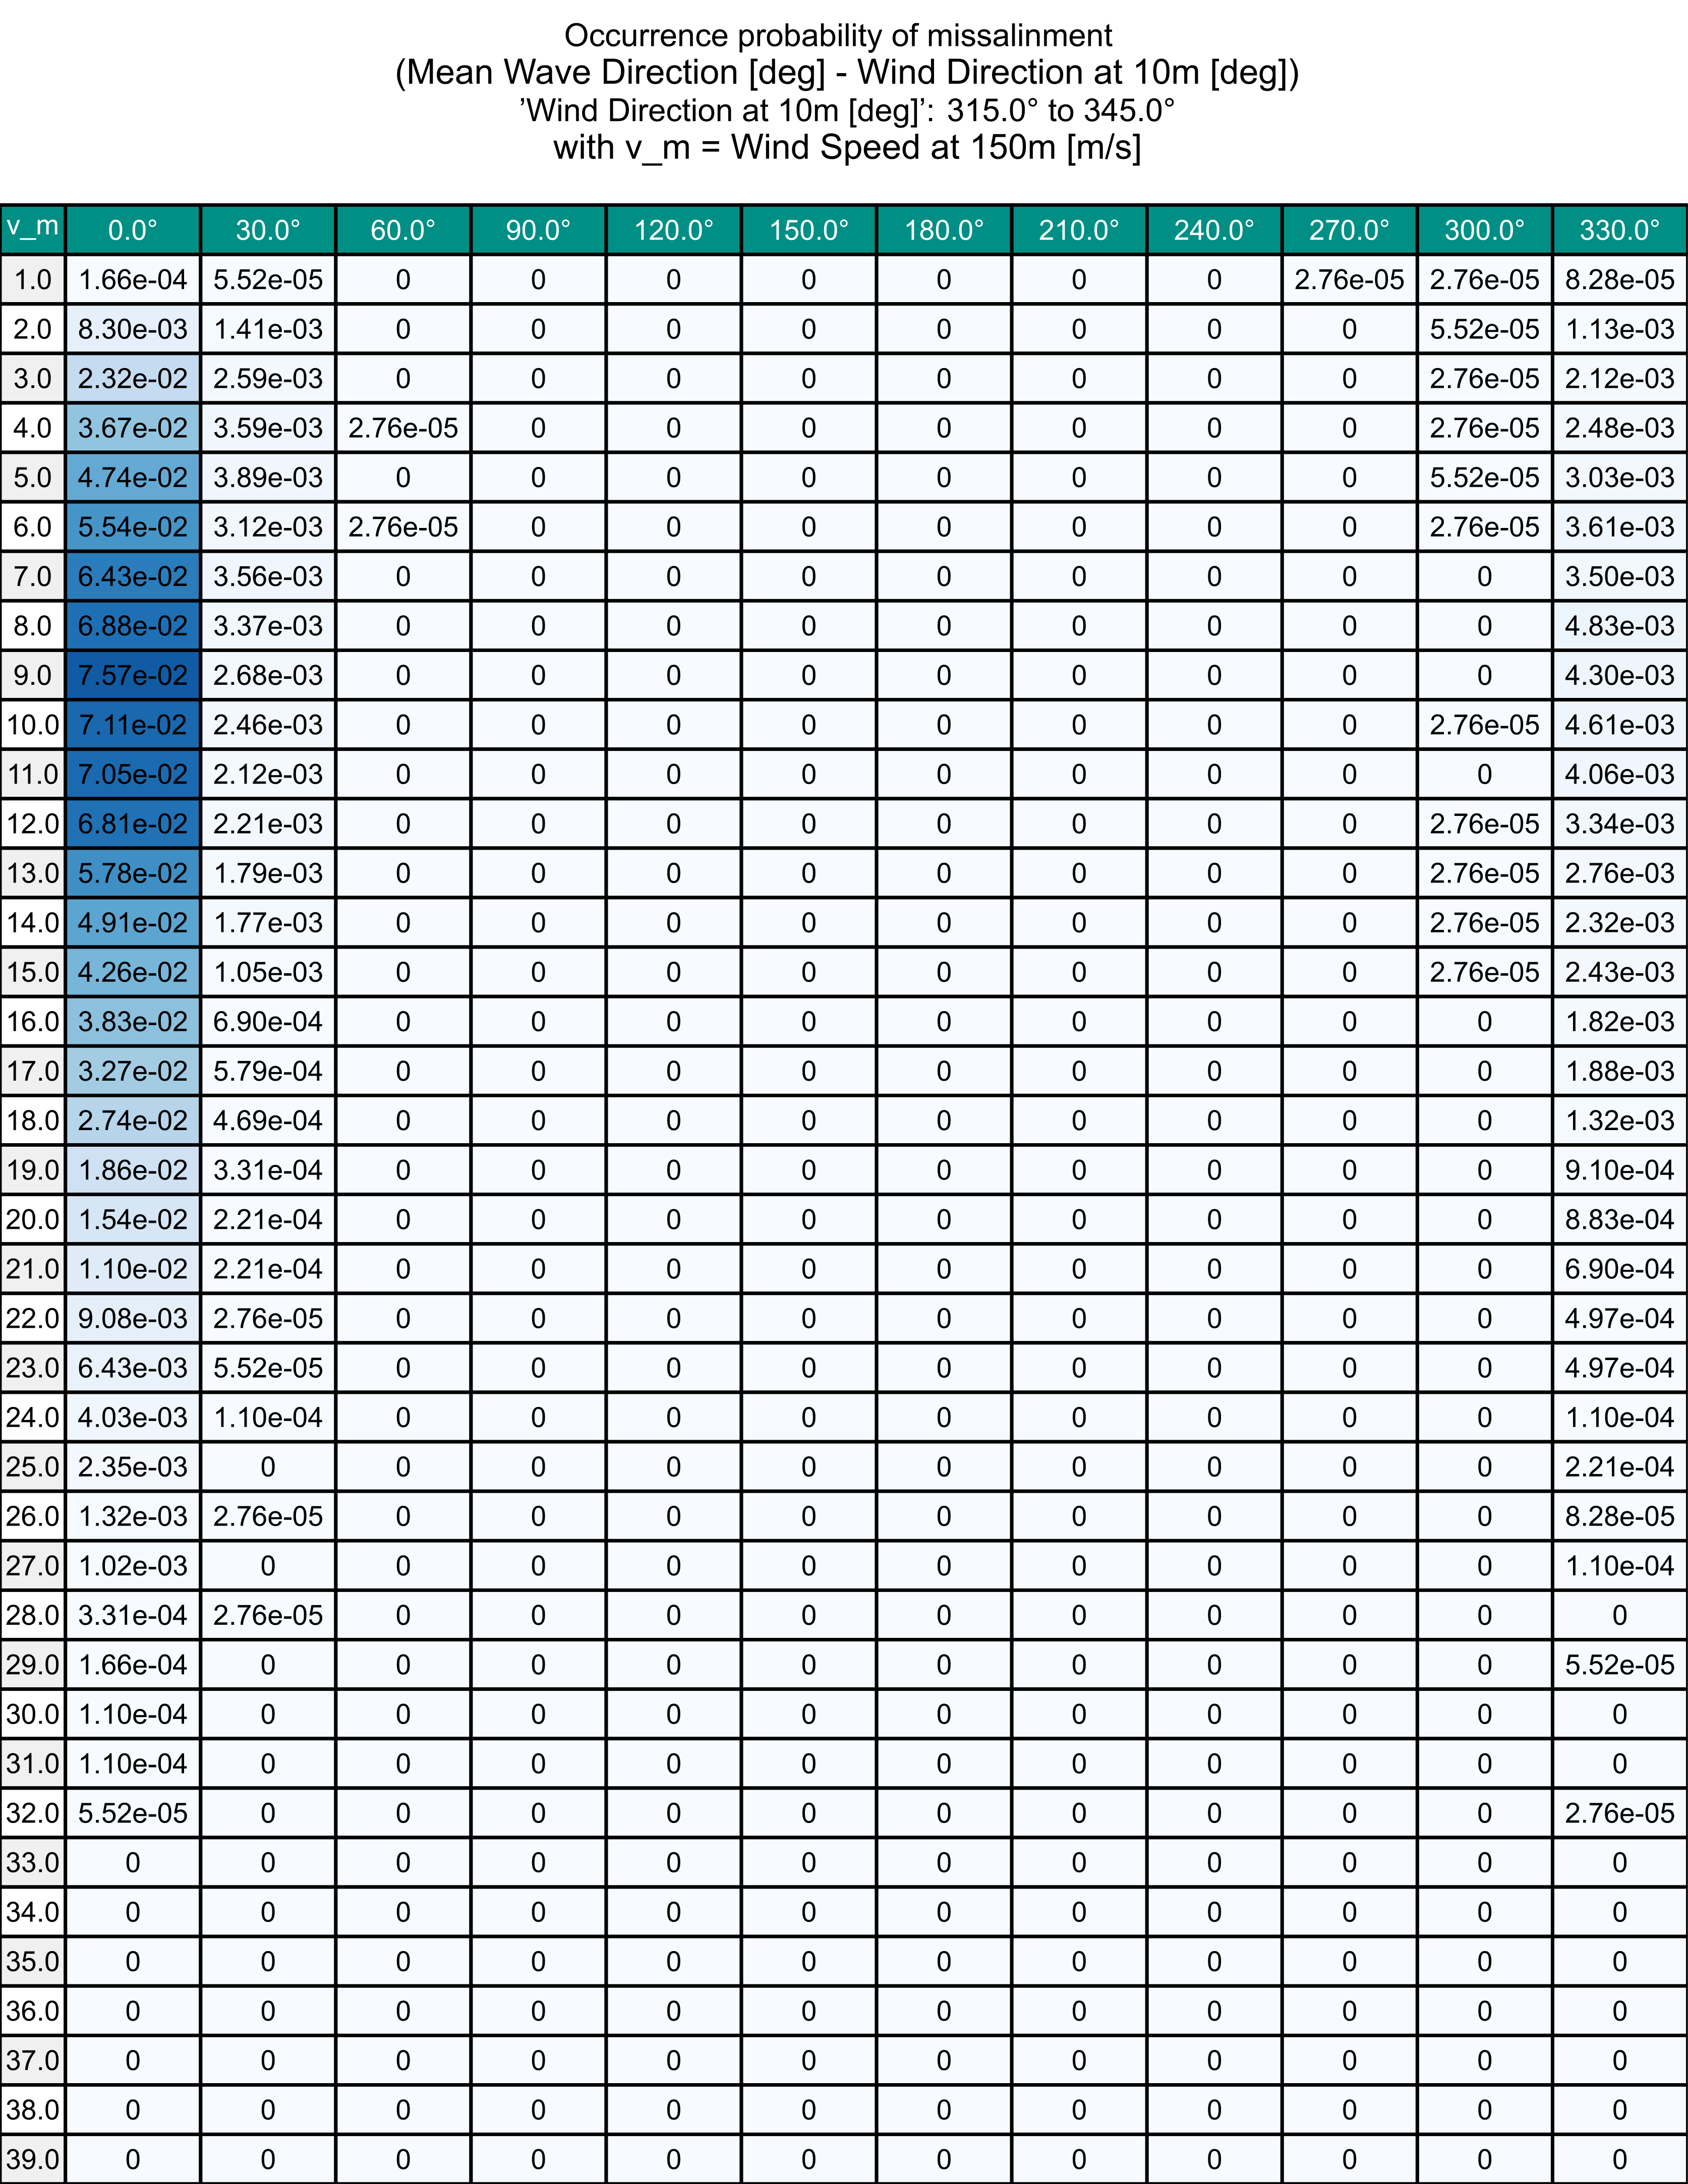 Occurrence probability of missalinment
(Mean Wave Direction [deg] - Wind Direction at 10m [deg])
’Wind Direction at 10m [deg]’: 315.0° to 345.0°
with v_m = Wind Speed at 150m [m/s]
v_m 0.0° 30.0° 60.0° 90.0° 120.0° 150.0° 180.0° 210.0° 240.0° 270.0° 300.0° 330.0°
1.0 1.66e-04 5.52e-05 0 0 0 0 0 0 0 2.76e-05 2.76e-05 8.28e-05
2.0 8.30e-03 1.41e-03 0 0 0 0 0 0 0 0 5.52e-05 1.13e-03
3.0 2.32e-02 2.59e-03 0 0 0 0 0 0 0 0 2.76e-05 2.12e-03
4.0 3.67e-02 3.59e-03 2.76e-05 0 0 0 0 0 0 0 2.76e-05 2.48e-03
5.0 4.74e-02 3.89e-03 0 0 0 0 0 0 0 0 5.52e-05 3.03e-03
6.0 5.54e-02 3.12e-03 2.76e-05 0 0 0 0 0 0 0 2.76e-05 3.61e-03
7.0 6.43e-02 3.56e-03 0 0 0 0 0 0 0 0 0 3.50e-03
8.0 6.88e-02 3.37e-03 0 0 0 0 0 0 0 0 0 4.83e-03
9.0 7.57e-02 2.68e-03 0 0 0 0 0 0 0 0 0 4.30e-03
10.0 7.11e-02 2.46e-03 0 0 0 0 0 0 0 0 2.76e-05 4.61e-03
11.0 7.05e-02 2.12e-03 0 0 0 0 0 0 0 0 0 4.06e-03
12.0 6.81e-02 2.21e-03 0 0 0 0 0 0 0 0 2.76e-05 3.34e-03
13.0 5.78e-02 1.79e-03 0 0 0 0 0 0 0 0 2.76e-05 2.76e-03
14.0 4.91e-02 1.77e-03 0 0 0 0 0 0 0 0 2.76e-05 2.32e-03
15.0 4.26e-02 1.05e-03 0 0 0 0 0 0 0 0 2.76e-05 2.43e-03
16.0 3.83e-02 6.90e-04 0 0 0 0 0 0 0 0 0 1.82e-03
17.0 3.27e-02 5.79e-04 0 0 0 0 0 0 0 0 0 1.88e-03
18.0 2.74e-02 4.69e-04 0 0 0 0 0 0 0 0 0 1.32e-03
19.0 1.86e-02 3.31e-04 0 0 0 0 0 0 0 0 0 9.10e-04
20.0 1.54e-02 2.21e-04 0 0 0 0 0 0 0 0 0 8.83e-04
21.0 1.10e-02 2.21e-04 0 0 0 0 0 0 0 0 0 6.90e-04
22.0 9.08e-03 2.76e-05 0 0 0 0 0 0 0 0 0 4.97e-04
23.0 6.43e-03 5.52e-05 0 0 0 0 0 0 0 0 0 4.97e-04
24.0 4.03e-03 1.10e-04 0 0 0 0 0 0 0 0 0 1.10e-04
25.0 2.35e-03 0 0 0 0 0 0 0 0 0 0 2.21e-04
26.0 1.32e-03 2.76e-05 0 0 0 0 0 0 0 0 0 8.28e-05
27.0 1.02e-03 0 0 0 0 0 0 0 0 0 0 1.10e-04
28.0 3.31e-04 2.76e-05 0 0 0 0 0 0 0 0 0 0
29.0 1.66e-04 0 0 0 0 0 0 0 0 0 0 5.52e-05
30.0 1.10e-04 0 0 0 0 0 0 0 0 0 0 0
31.0 1.10e-04 0 0 0 0 0 0 0 0 0 0 0
32.0 5.52e-05 0 0 0 0 0 0 0 0 0 0 2.76e-05
33.0 0 0 0 0 0 0 0 0 0 0 0 0
34.0 0 0 0 0 0 0 0 0 0 0 0 0
35.0 0 0 0 0 0 0 0 0 0 0 0 0
36.0 0 0 0 0 0 0 0 0 0 0 0 0
37.0 0 0 0 0 0 0 0 0 0 0 0 0
38.0 0 0 0 0 0 0 0 0 0 0 0 0
39.0 0 0 0 0 0 0 0 0 0 0 0 0